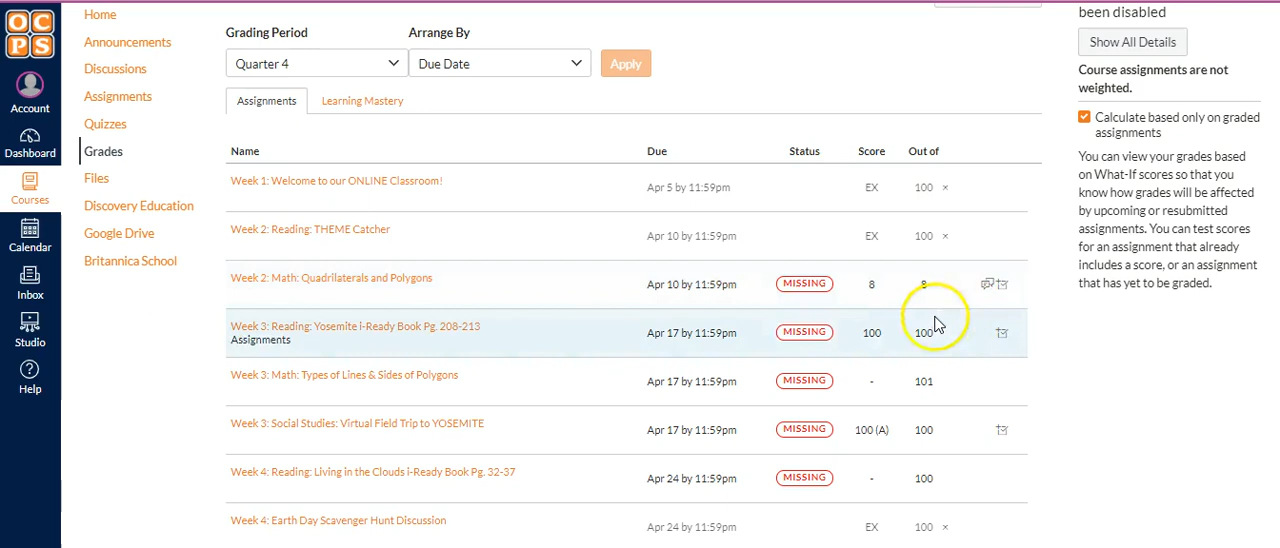 OCPS
Account
Dashboard
Courses
Calendar
Inbox
Studio
Help
Home
Announcements
Discussions
Assignments
Quizzes
Grades
Files
Discovery Education
Google Drive
Britannica School
Grading Period
Arrange By
Quarter 4
Due Date
Apply
Assignments
Learning Mastery
Name Due Status Score Out of
Week 1: Welcome to our ONLINE Classroom! Apr 5 by 11:59pm EX 100 ×
Week 2: Reading: THEME Catcher Apr 10 by 11:59pm EX 100 ×
Week 2: Math: Quadrilaterals and Polygons Apr 10 by 11:59pm MISSING 8 8
Week 3: Reading: Yosemite i-Ready Book Pg. 208-213 Apr 17 by 11:59pm MISSING 100 100
Assignments
Week 3: Math: Types of Lines & Sides of Polygons Apr 17 by 11:59pm MISSING - 101
Week 3: Social Studies: Virtual Field Trip to YOSEMITE Apr 17 by 11:59pm MISSING 100 (A) 100
Week 4: Reading: Living in the Clouds i-Ready Book Pg. 32-37 Apr 24 by 11:59pm MISSING - 100
Week 4: Earth Day Scavenger Hunt Discussion Apr 24 by 11:59pm EX 100 ×
been disabled
Show All Details
Course assignments are not
weighted.
Calculate based only on graded
assignments
You can view your grades based
on What-If scores so that you
know how grades will be affected
by upcoming or resubmitted
assignments. You can test scores
for an assignment that already
includes a score, or an assignment
that has yet to be graded.